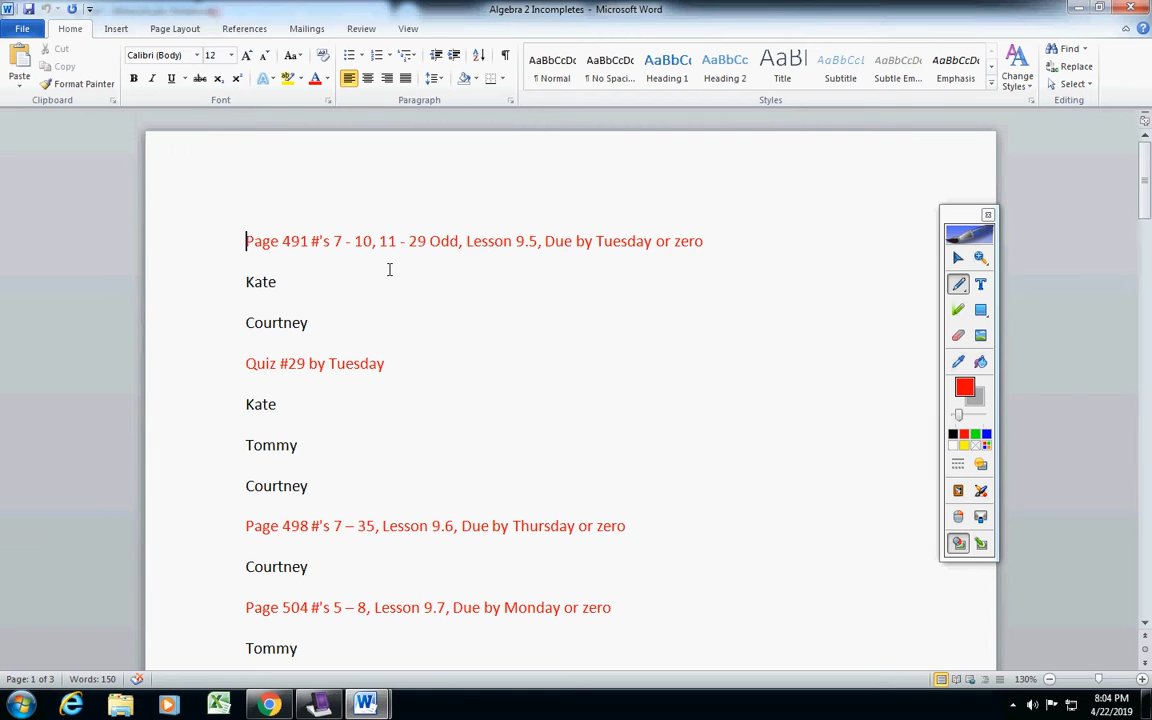 Algebra 2 Incompletes - Microsoft Word
File Home Insert Page Layout References Mailings Review View
Paste
Cut
Copy
Format Painter
Clipboard
Calibri (Body) 12
Font
Paragraph
AaBbCcDc AaBbCcDc AaBbCc AaBbCc AaBbCcL AaBbCcDc AaBbCcDc
¶ Normal ¶ No Spaci... Heading 1 Heading 2 Title Subtitle Subtle Em... Emphasis
Styles
Change Styles
Find
Replace
Select
Editing
Page 491 #'s 7 - 10, 11 - 29 Odd, Lesson 9.5, Due by Tuesday or zero
Kate
Courtney
Quiz #29 by Tuesday
Kate
Tommy
Courtney
Page 498 #'s 7 – 35, Lesson 9.6, Due by Thursday or zero
Courtney
Page 504 #'s 5 – 8, Lesson 9.7, Due by Monday or zero
Tommy
Page: 1 of 3 Words: 150 130%
8:04 PM
4/22/2019